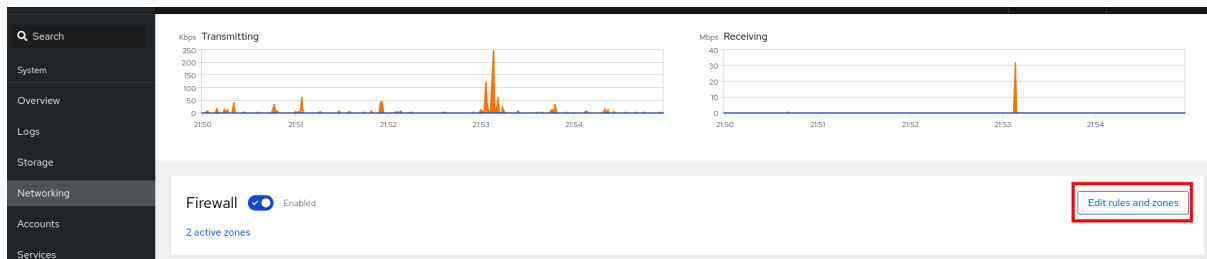 Search
System
Overview
Logs
Storage
Networking
Accounts
Services
Kbps Transmitting
250
200
150
100
50
0
21:50 21:51 21:52 21:53 21:54
Mbps Receiving
40
30
20
10
0
21:50 21:51 21:52 21:53 21:54
Firewall Enabled
Edit rules and zones
2 active zones